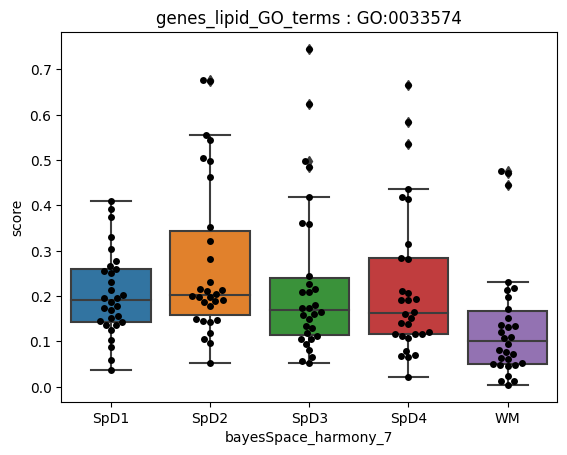 genes_lipid_GO_terms : GO:0033574
score
0.7
0.6
0.5
0.4
0.3
0.2
0.1
0.0
SpD1 SpD2 SpD3 SpD4 WM
bayesSpace_harmony_7